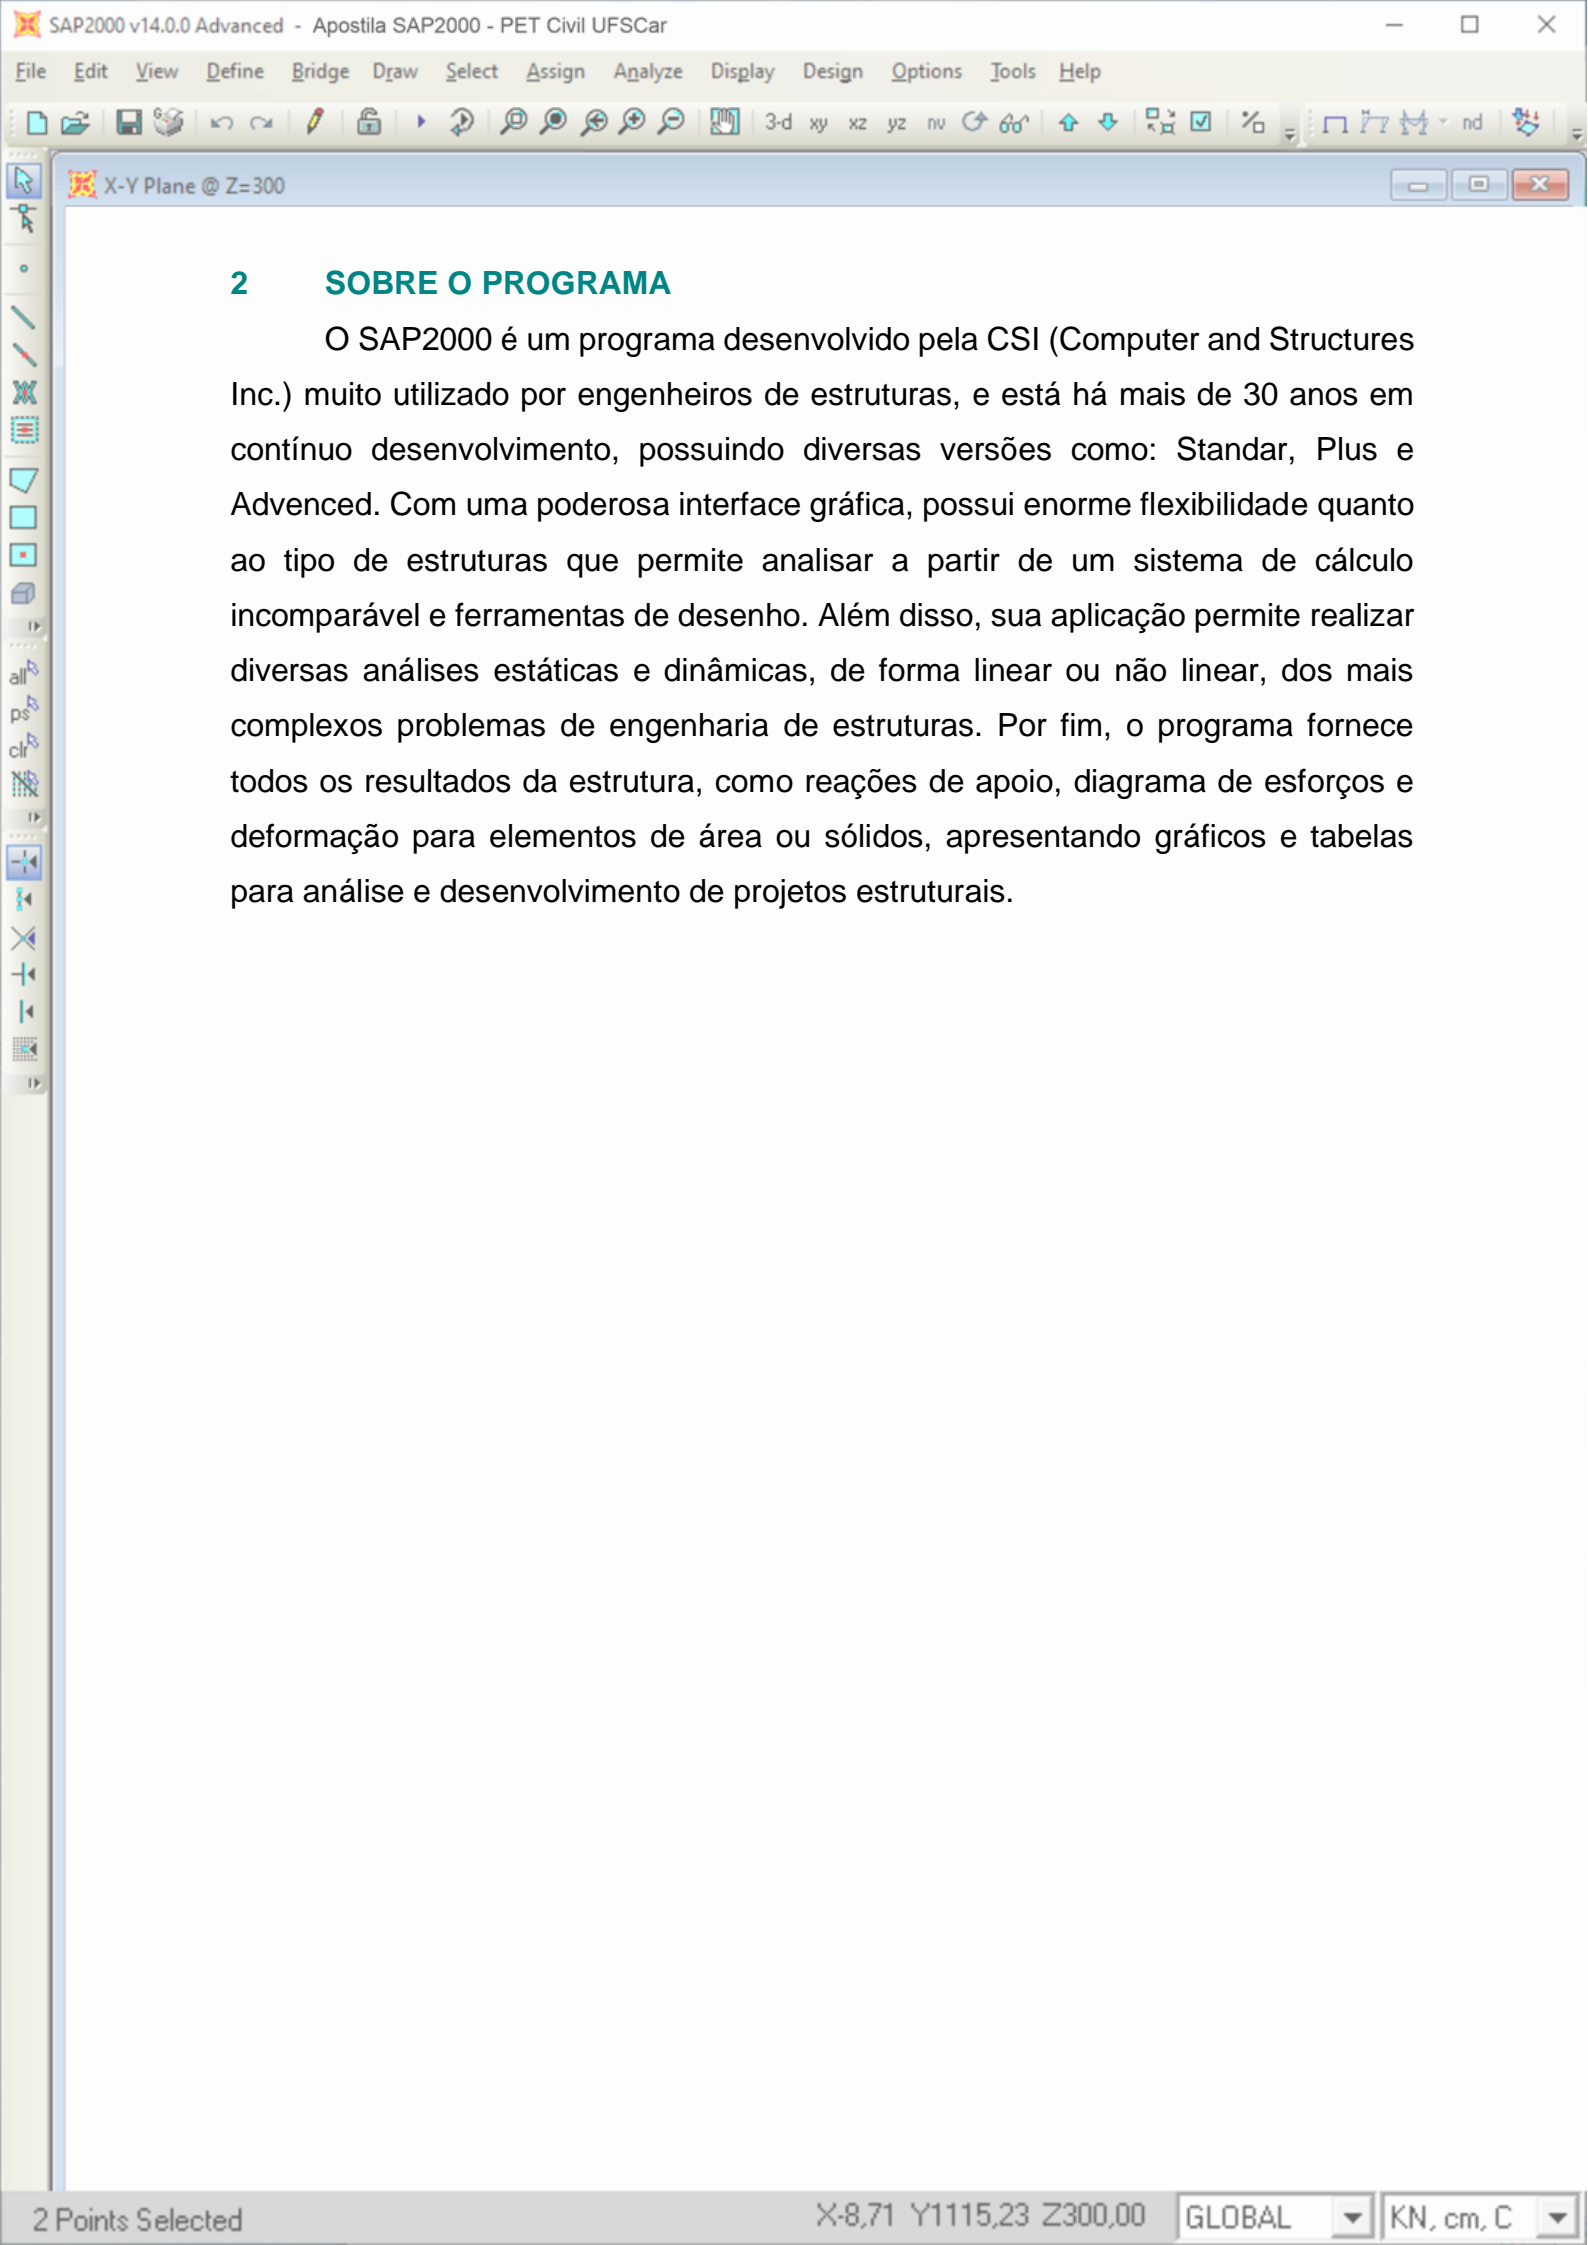 SAP2000 v14.0.0 Advanced - Apostila SAP2000 - PET Civil UFSCar
File Edit View Define Bridge Draw Select Assign Analyze Display Design Options Tools Help
3-d xy xz yz nv nd
X-Y Plane @ Z=300
2 SOBRE O PROGRAMA
O SAP2000 é um programa desenvolvido pela CSI (Computer and Structures
Inc.) muito utilizado por engenheiros de estruturas, e está há mais de 30 anos em
contínuo desenvolvimento, possuindo diversas versões como: Standar, Plus e
Advenced. Com uma poderosa interface gráfica, possui enorme flexibilidade quanto
ao tipo de estruturas que permite analisar a partir de um sistema de cálculo
incomparável e ferramentas de desenho. Além disso, sua aplicação permite realizar
diversas análises estáticas e dinâmicas, de forma linear ou não linear, dos mais
complexos problemas de engenharia de estruturas. Por fim, o programa fornece
todos os resultados da estrutura, como reações de apoio, diagrama de esforços e
deformação para elementos de área ou sólidos, apresentando gráficos e tabelas
para análise e desenvolvimento de projetos estruturais.
all
ps
clr
2 Points Selected
X-8,71 Y1115,23 Z300,00
GLOBAL
KN, cm, C